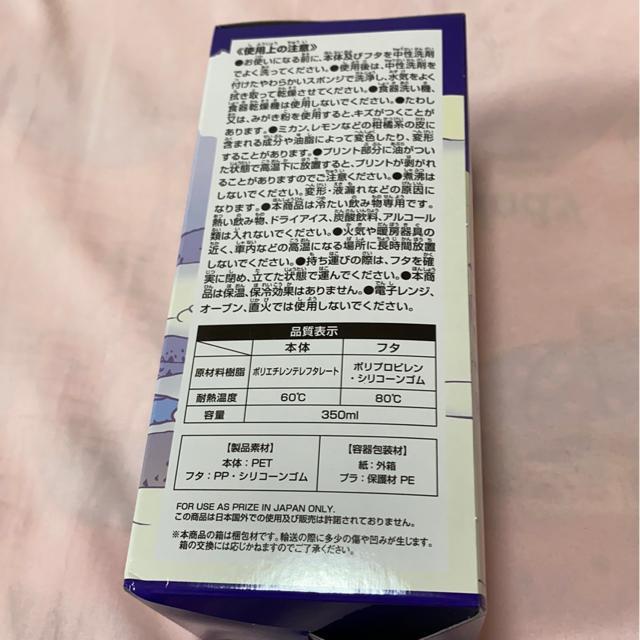 《使用上の注意》
●お使いになる前に、本体及びフタを中性洗剤
でよく洗ってください。●使用後は、中性洗剤を
付けたやわらかいスポンジで洗浄し、水気をよく
拭き取って乾燥させてください。●食器洗い機、
食器乾燥機は使用しないでください。●たわし
又は、みがき粉を使用すると、キズがつくことが
あります。●ミカン、レモンなどの柑橘系の皮に
含まれる成分や油脂によって変色したり、変形
することがあります。●プリント部分に油がつい
た状態で高温下に放置すると、プリントが剥がれ
ることがありますのでご注意ください。●煮沸は
しないでください。変形・液漏れなどの原因に
なります。●本商品は冷たい飲み物専用です。
熱い飲み物、ドライアイス、炭酸飲料、アルコール
類は入れないでください。●火気や暖房器具の
近く、車内などの高温になる場所に長時間放置
しないでください。●持ち運びの際は、フタを確
実に閉め、立てた状態で運んでください。●本商
品は保温、保冷効果はありません。●電子レンジ、
オーブン、直火では使用しないでください。
品質表示
本体 フタ
原材料樹脂 ポリエチレンテレフタレート ポリプロピレン
・シリコーンゴム
耐熱温度 60℃ 80℃
容量 350ml
【製品素材】
本体：PET
フタ：PP・シリコーンゴム
【容器包装材】
紙：外箱
プラ：保護材 PE
FOR USE AS PRIZE IN JAPAN ONLY.
この商品は日本国外での使用及び販売は許諾されておりません。
※本商品の箱は梱包材です。輸送の際に多少の傷や凹みが生じます。
箱の交換には応じかねますのでご了承ください。